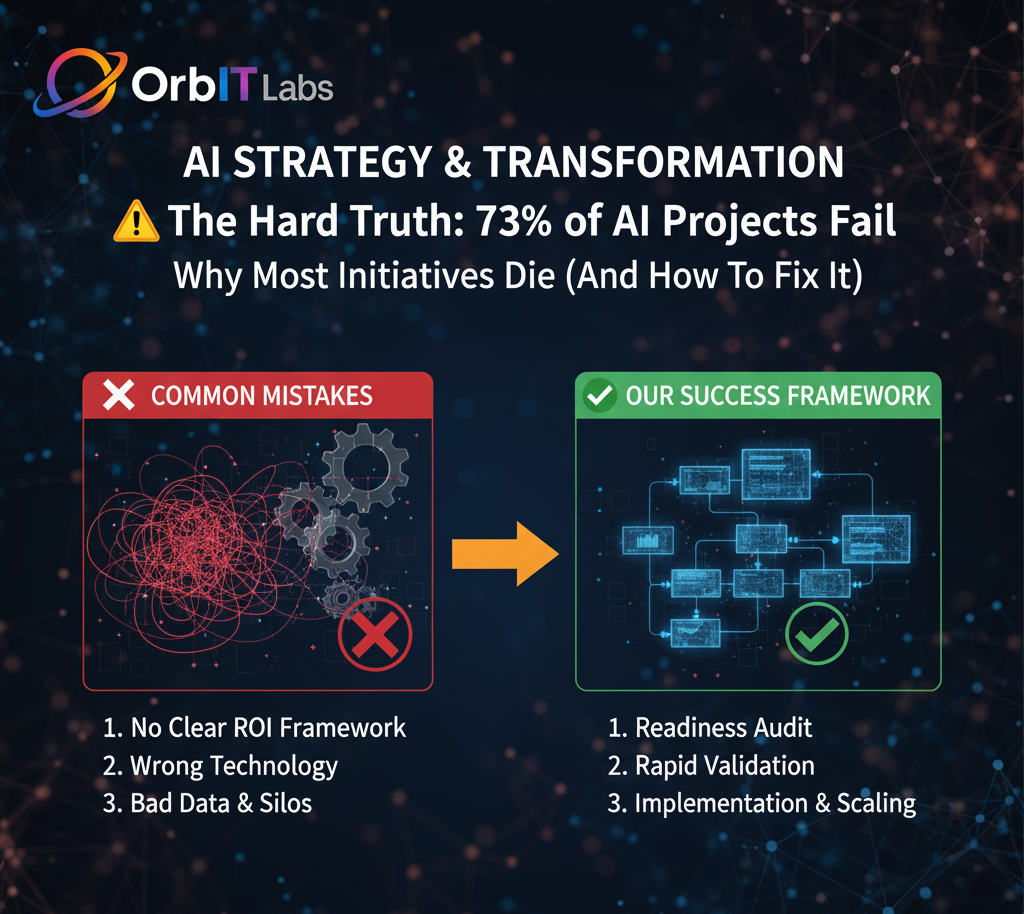 OrbIT Labs
AI STRATEGY & TRANSFORMATION
⚠️ The Hard Truth: 73% of AI Projects Fail
Why Most Initiatives Die (And How To Fix It)
COMMON MISTAKES
1. No Clear ROI Framework
2. Wrong Technology
3. Bad Data & Silos
OUR SUCCESS FRAMEWORK
1. Readiness Audit
2. Rapid Validation
3. Implementation & Scaling